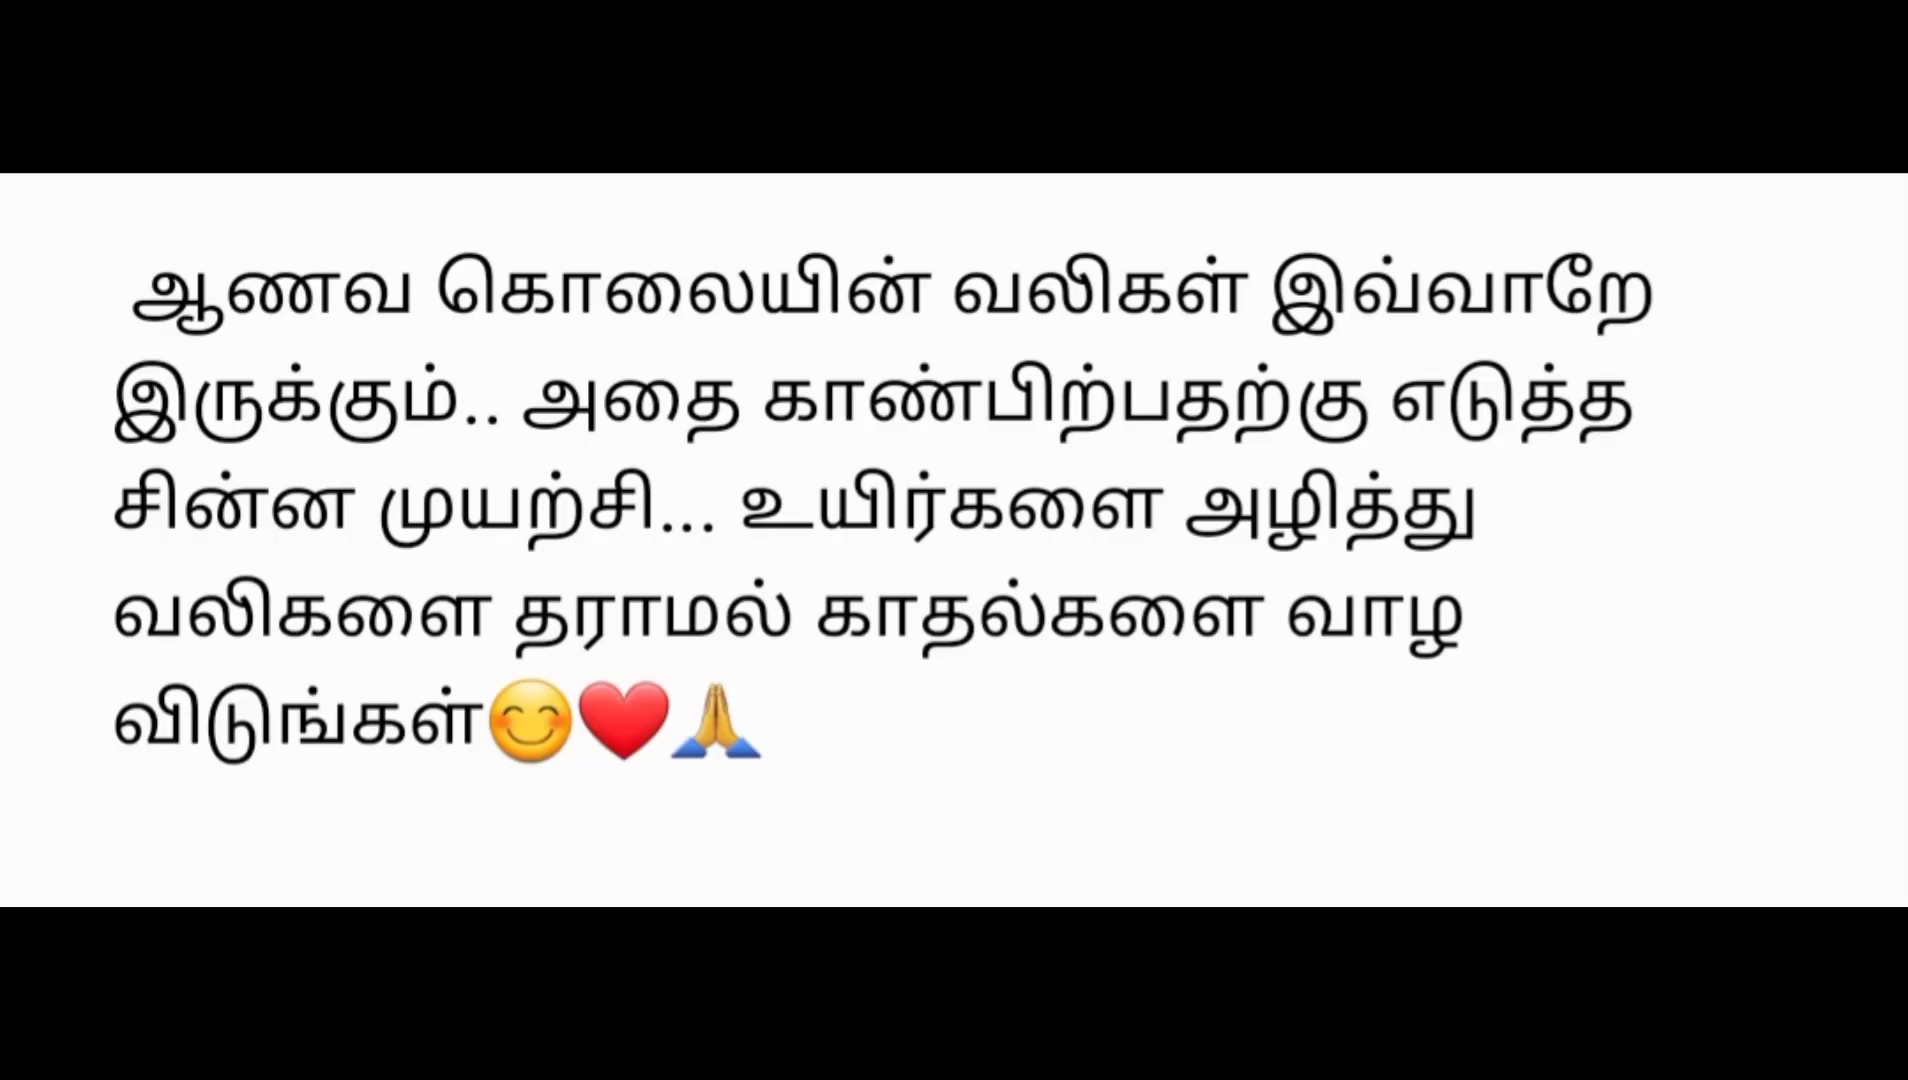 ஆணவ கொலையின் வலிகள் இவ்வாறே
இருக்கும்.. அதை காண்பிற்பதற்கு எடுத்த
சின்ன முயற்சி... உயிர்களை அழித்து
வலிகளை தராமல் காதல்களை வாழ
விடுங்கள்😊❤️🙏